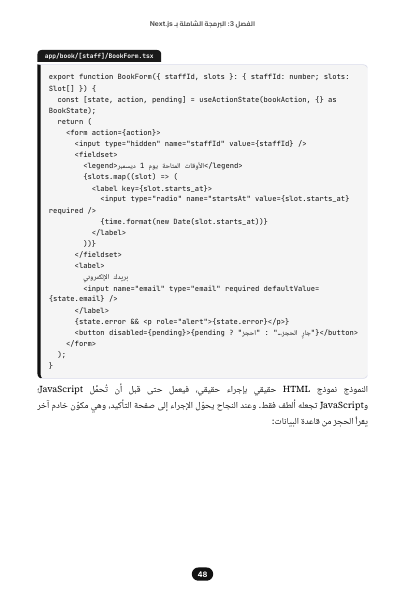 الفصل 3: البرمجة الشاملة بـ Next.js
app/book/[staff]/BookForm.tsx
export function BookForm({ staffId, slots }: { staffId: number; slots:
Slot[] }) {
const [state, action, pending] = useActionState(bookAction, {} as
BookState);
return (
<form action={action}>
<input type="hidden" name="staffId" value={staffId} />
<fieldset>
<legend>الأوقات المتاحة يوم 1 ديسمبر</legend>
{slots.map((slot) => (
<label key={slot.starts_at}>
<input type="radio" name="startsAt" value={slot.starts_at}
required />
{time.format(new Date(slot.starts_at))}
</label>
))}
</fieldset>
<label>
بريدك الإلكتروني
<input name="email" type="email" required defaultValue=
{state.email} />
</label>
{state.error && <p role="alert">{state.error}</p>}
<button disabled={pending}>{pending ? "جارٍ الحجز…" : "احجز"}</button>
</form>
);
}
النموذج نموذج HTML حقيقي بإجراء حقيقي، فيعمل حتى قبل أن تُحمَّل JavaScript؛
وJavaScript تجعله ألطف فقط. وعند النجاح يحوّل الإجراء إلى صفحة التأكيد، وهي مكوّن خادم آخر
يقرأ الحجز من قاعدة البيانات:
48